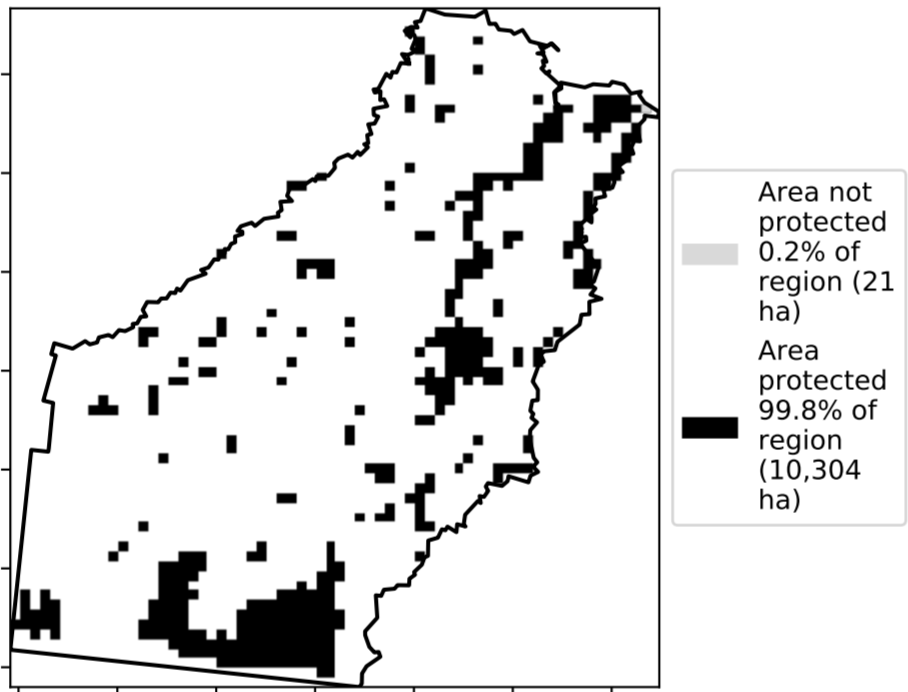 Area not
protected
0.2% of
region (21
ha)
Area
protected
99.8% of
region
(10,304
ha)